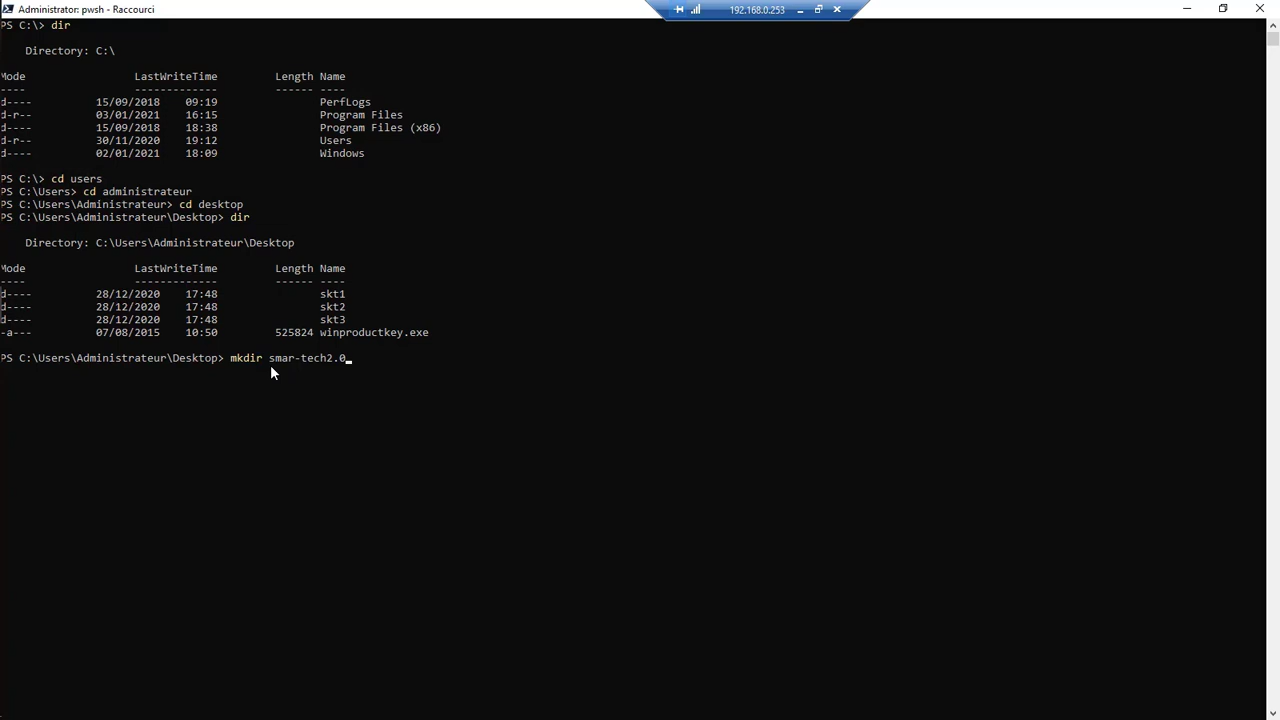 Administrator: pwsh - Raccourci
192.168.0.253
PS C:\> dir
Directory: C:\
Mode LastWriteTime Length Name
---- ------------- ------ ----
d---- 15/09/2018 09:19 PerfLogs
d-r-- 03/01/2021 16:15 Program Files
d---- 15/09/2018 18:38 Program Files (x86)
d-r-- 30/11/2020 19:12 Users
d---- 02/01/2021 18:09 Windows
PS C:\> cd users
PS C:\Users> cd administrateur
PS C:\Users\Administrateur> cd desktop
PS C:\Users\Administrateur\Desktop> dir
Directory: C:\Users\Administrateur\Desktop
Mode LastWriteTime Length Name
---- ------------- ------ ----
d---- 28/12/2020 17:48 skt1
d---- 28/12/2020 17:48 skt2
d---- 28/12/2020 17:48 skt3
-a--- 07/08/2015 10:50 525824 winproductkey.exe
PS C:\Users\Administrateur\Desktop> mkdir smar-tech2.0